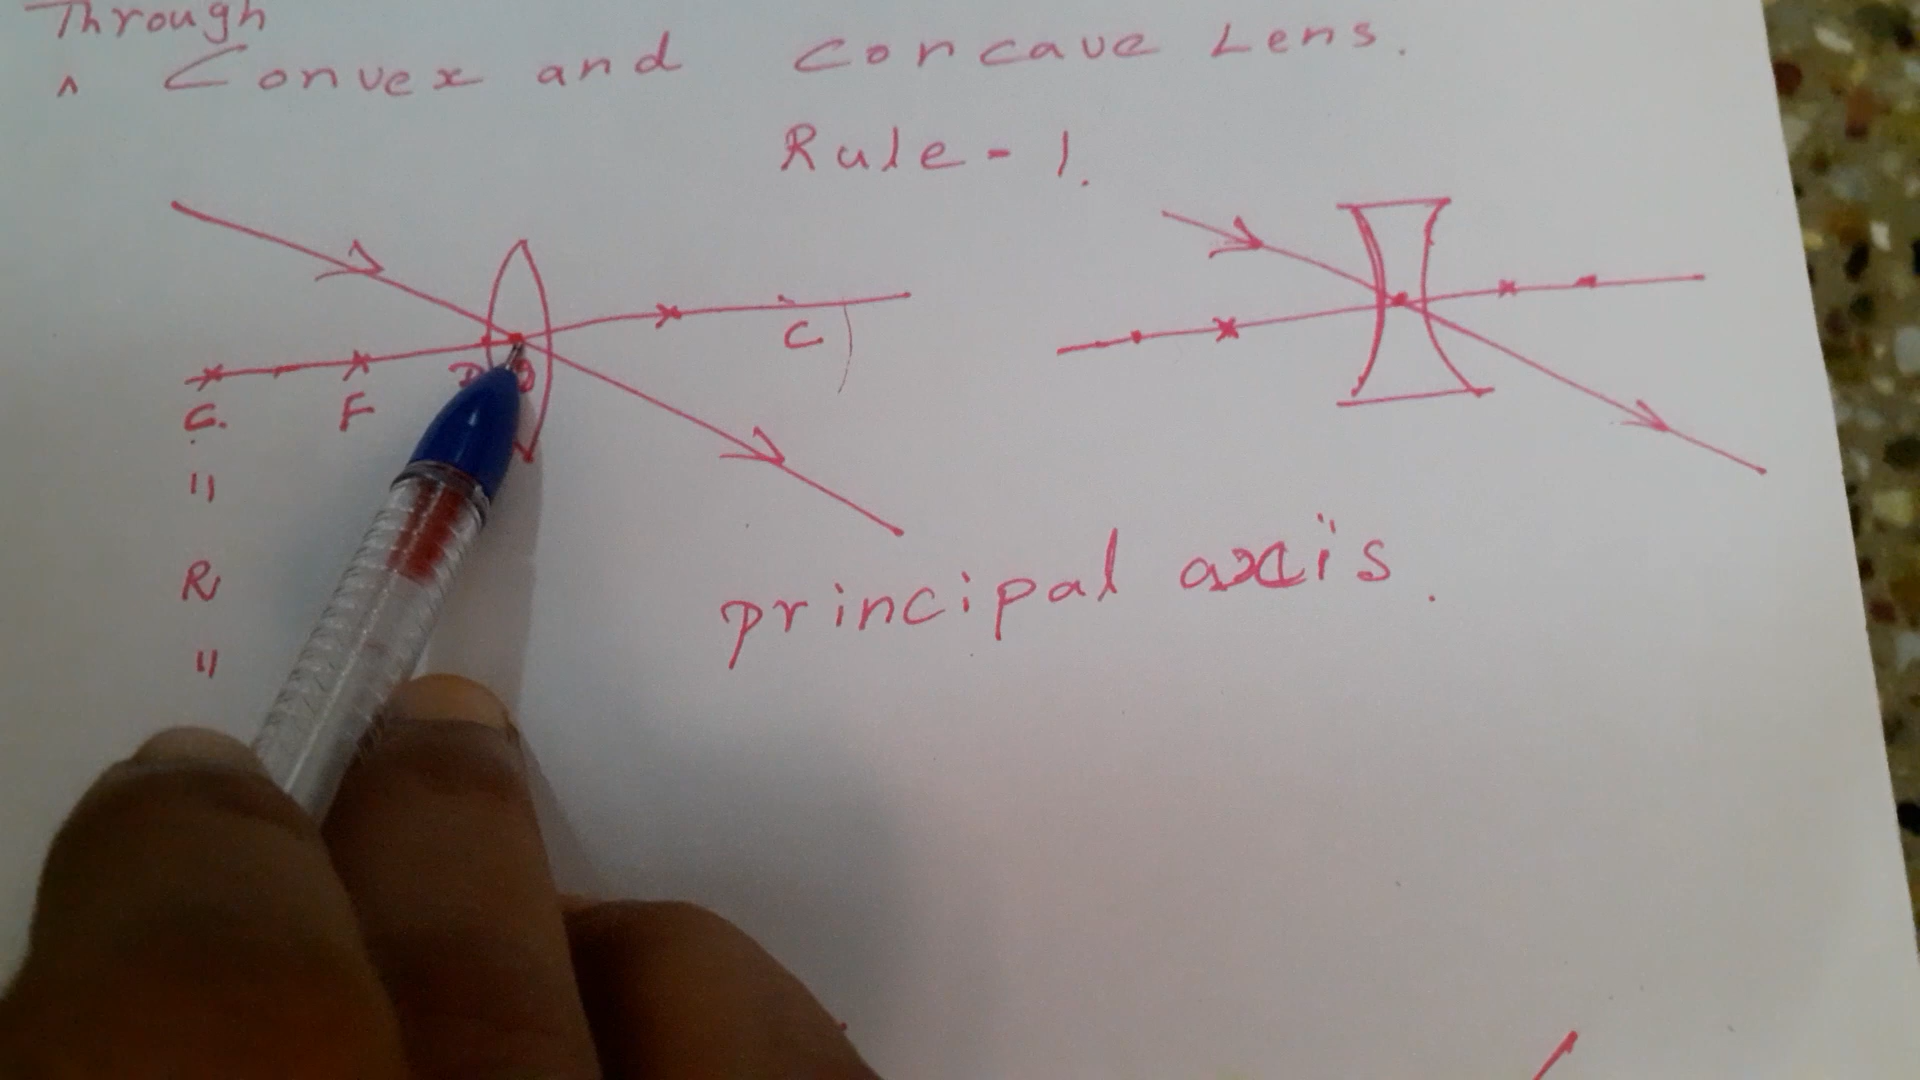 Through
^ Convex and Concave Lens.
Rule - 1.
C
C. F
"
R
"
principal axis.